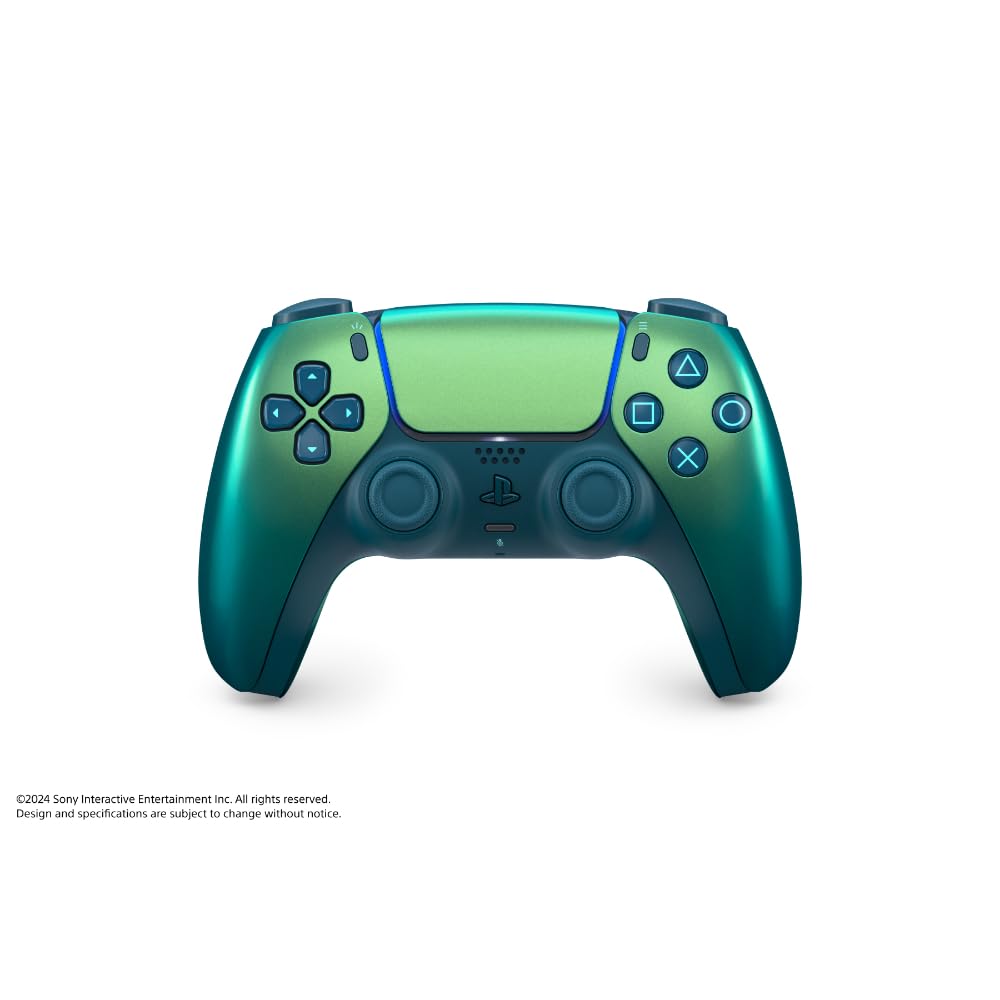 ©2024 Sony Interactive Entertainment Inc. All rights reserved.
Design and specifications are subject to change without notice.